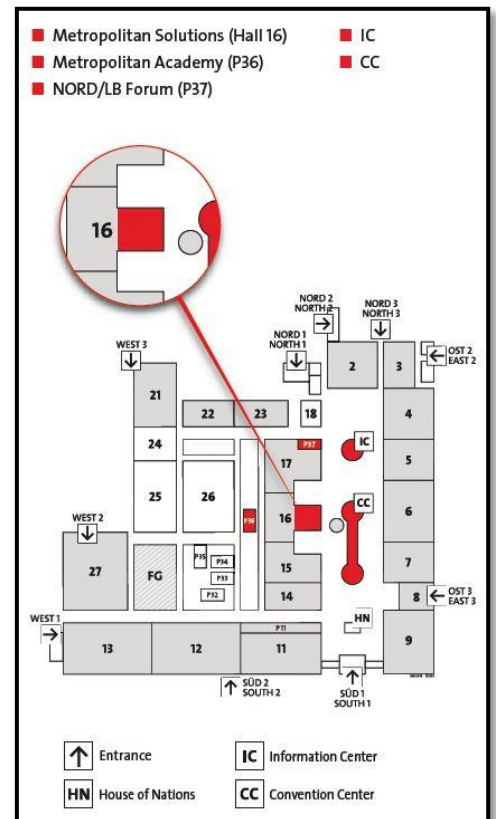 Metropolitan Solutions (Hall 16)
IC
Metropolitan Academy (P36)
CC
NORD/LB Forum (P37)
16
NORD 2
NORTH 2
NORD 3
NORTH 3
NORD 1
NORTH 1
WEST 3
OST 2
EAST 2
2
3
21
22
23
18
4
24
P37
IC
17
5
25
26
CC
16
P36
6
WEST 2
27
FG
P35
P34
P33
P32
15
7
14
8
OST 3
EAST 3
HN
WEST 1
13
12
P11
11
9
SÜD 2
SOUTH 2
SÜD 1
SOUTH 1
Entrance
IC Information Center
HN House of Nations
CC Convention Center